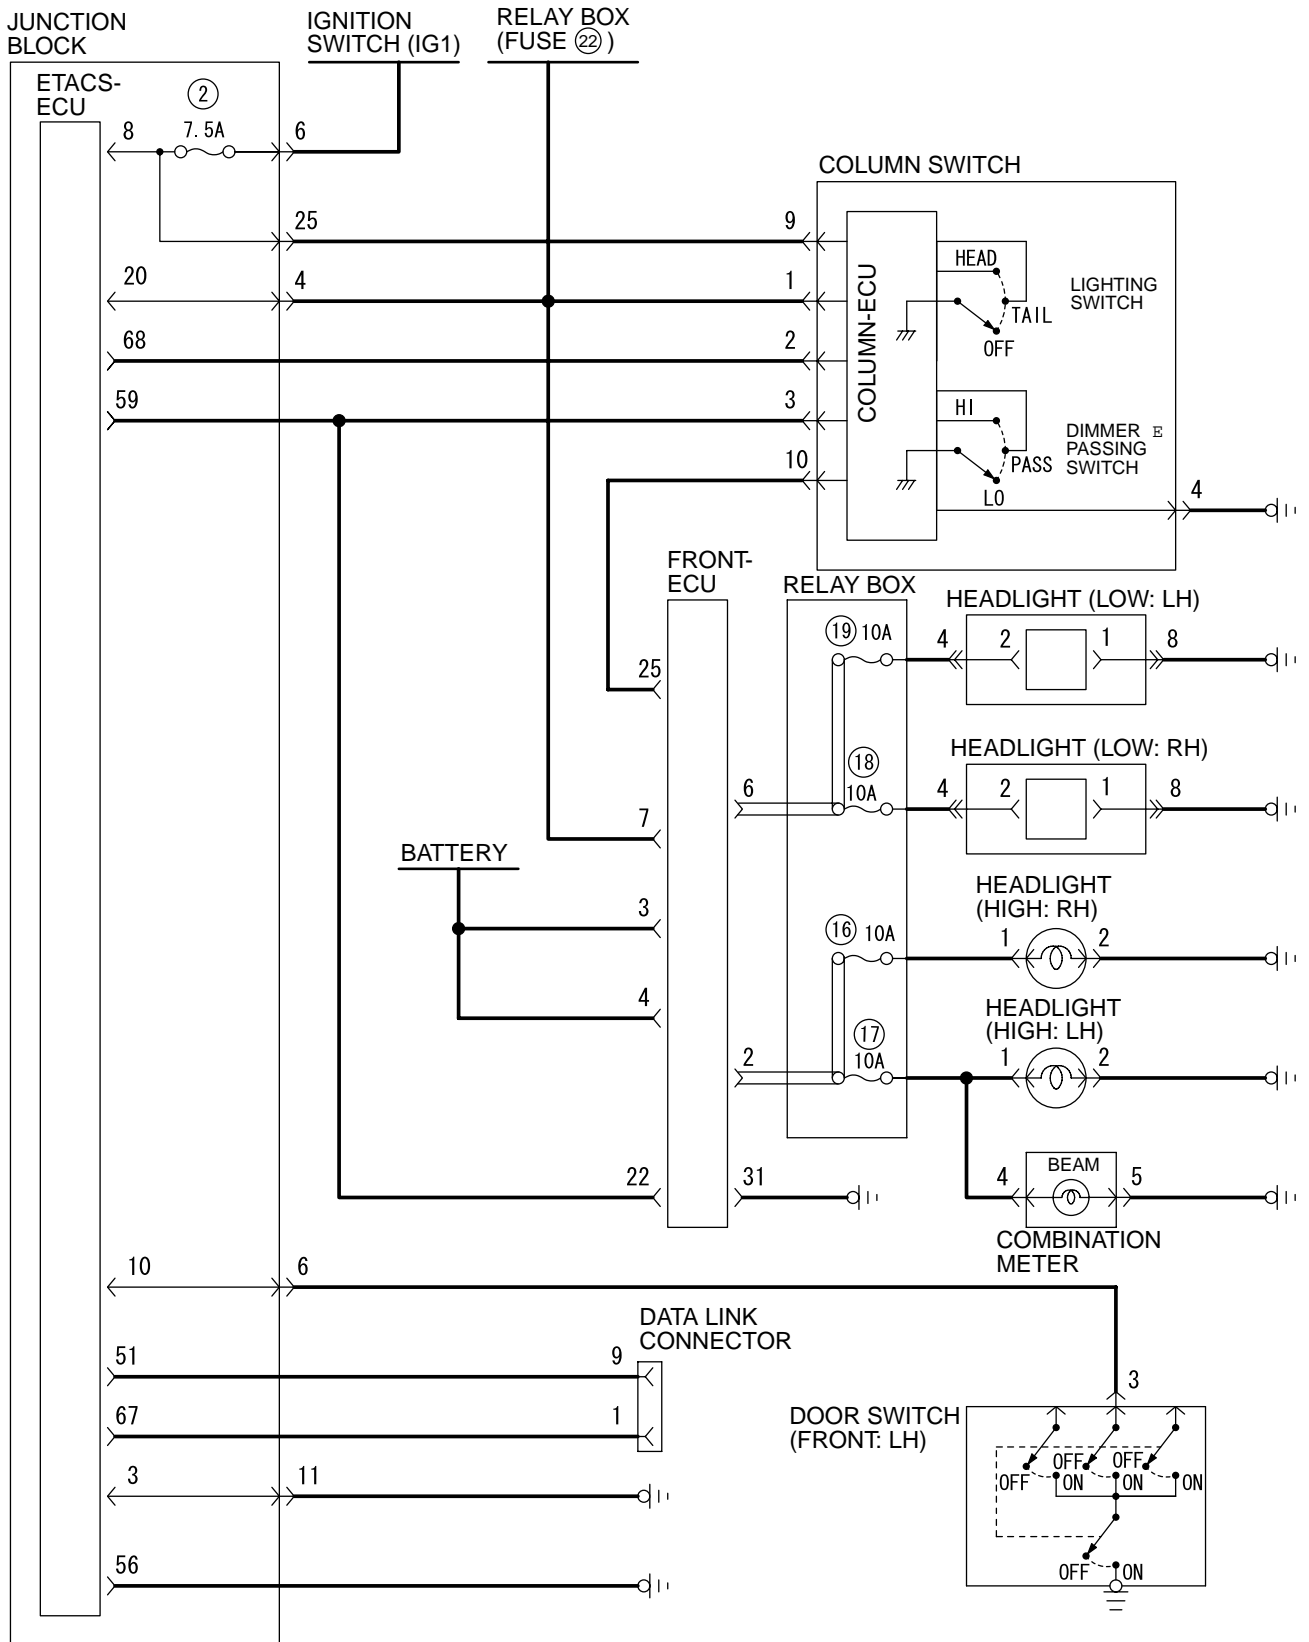 JUNCTION
BLOCK
IGNITION
SWITCH (IG1)
RELAY BOX
(FUSE 22)
ETACS-
ECU
2
7.5A
8
6
COLUMN SWITCH
25
9
20
4
1
68
2
59
3
10
COLUMN-ECU
HEAD
TAIL
OFF
LIGHTING
SWITCH
HI
PASS
LO
DIMMER E
PASSING
SWITCH
4
FRONT-
ECU
RELAY BOX
HEADLIGHT (LOW: LH)
19 10A
4
2
1
8
25
HEADLIGHT (LOW: RH)
18
10A
6
4
2
1
8
7
BATTERY
3
4
HEADLIGHT
(HIGH: RH)
16 10A
1
2
HEADLIGHT
(HIGH: LH)
17
10A
2
1
2
22
31
BEAM
4
5
COMBINATION
METER
10
6
DATA LINK
CONNECTOR
51
9
67
1
3
11
56
3
DOOR SWITCH
(FRONT: LH)
OFF
OFF
OFF
ON
ON
ON
OFF
ON